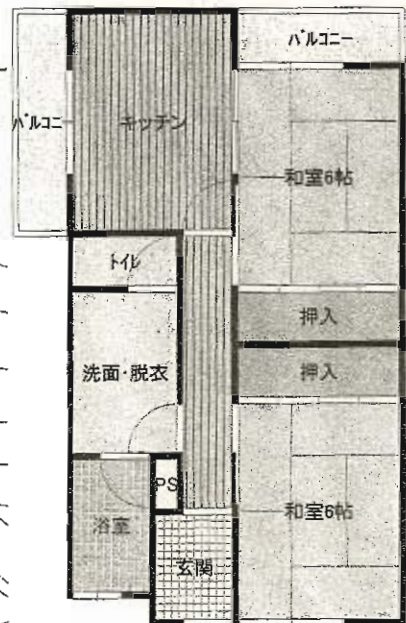 バルコニー
バルコニ
キッチン
和室6帖
トイレ
押入
洗面・脱衣
押入
PS
浴室
和室6帖
玄関